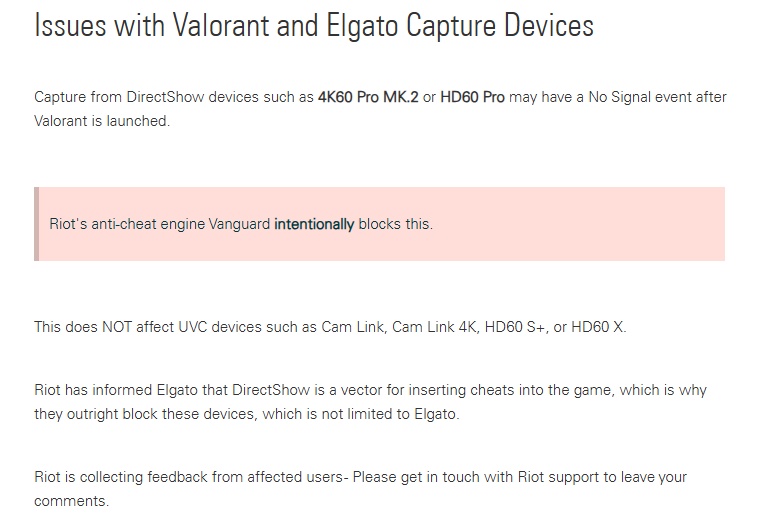 Issues with Valorant and Elgato Capture Devices
Capture from DirectShow devices such as 4K60 Pro MK.2 or HD60 Pro may have a No Signal event after
Valorant is launched.
Riot's anti-cheat engine Vanguard intentionally blocks this.
This does NOT affect UVC devices such as Cam Link, Cam Link 4K, HD60 S+, or HD60 X.
Riot has informed Elgato that DirectShow is a vector for inserting cheats into the game, which is why
they outright block these devices, which is not limited to Elgato.
Riot is collecting feedback from affected users- Please get in touch with Riot support to leave your
comments.